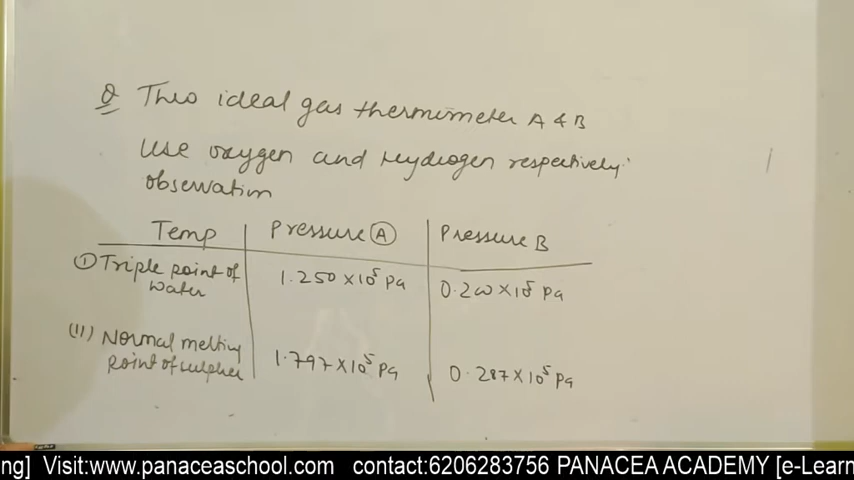 Q Two ideal gas thermometer A & B
Use oxygen and Hydrogen respectively.
observation
Temp Pressure Ⓐ Pressure B
① Triple point of water 1.250×10⁵ Pa 0.200×10⁵ Pa
(II) Normal melting point of sulpher 1.797×10⁵ Pa 0.287×10⁵ Pa
ng] Visit:www.panaceaschool.com contact:6206283756 PANACEA ACADEMY [e-Learn